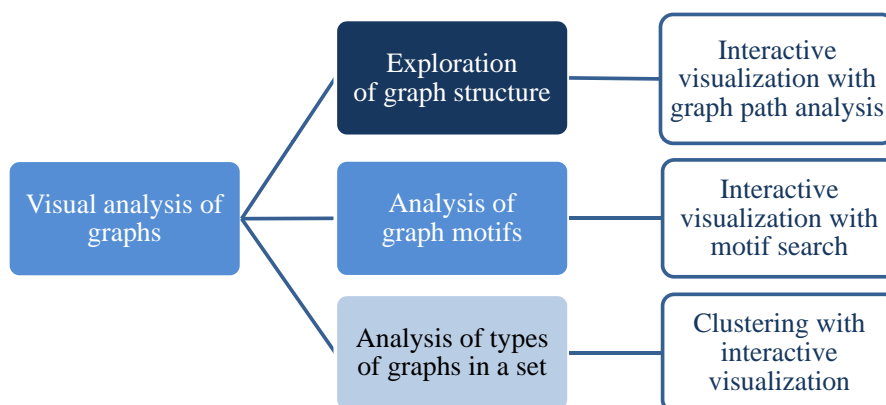 Exploration
of graph structure
Interactive
visualization with
graph path analysis
Visual analysis of
graphs
Analysis of
graph motifs
Interactive
visualization with
motif search
Analysis of types
of graphs in a set
Clustering with
interactive
visualization